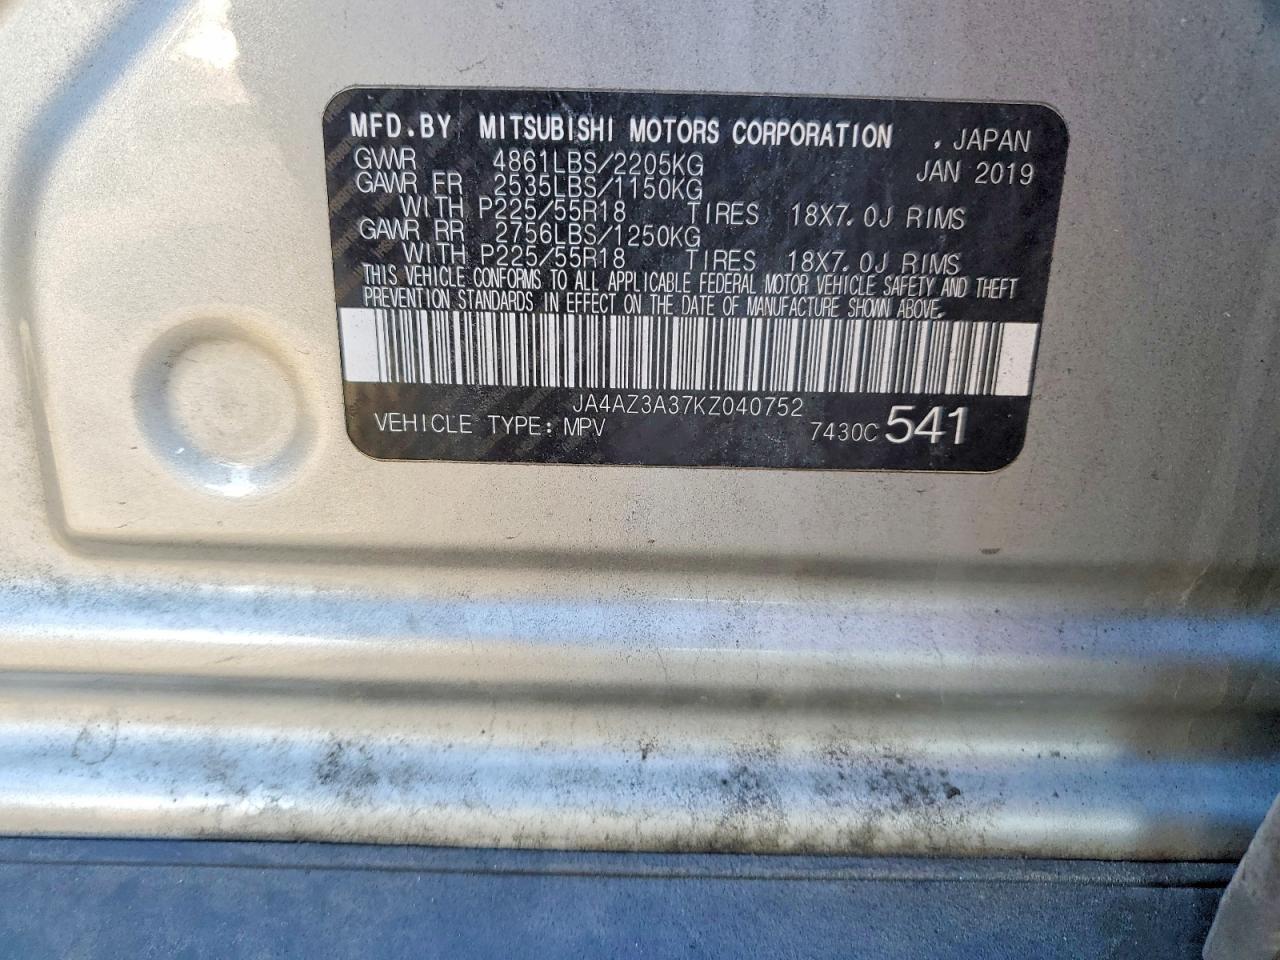 MFD.BY MITSUBISHI MOTORS CORPORATION , JAPAN
GVWR 4861LBS/2205KG JAN 2019
GAWR FR 2535LBS/1150KG
WITH P225/55R18 TIRES 18X7.0J RIMS
GAWR RR 2756LBS/1250KG
WITH P225/55R18 TIRES 18X7.0J RIMS
THIS VEHICLE CONFORMS TO ALL APPLICABLE FEDERAL MOTOR VEHICLE SAFETY AND THEFT
PREVENTION STANDARDS IN EFFECT ON THE DATE OF MANUFACTURE SHOWN ABOVE.
JA4AZ3A37KZ040752
VEHICLE TYPE: MPV 7430C 541